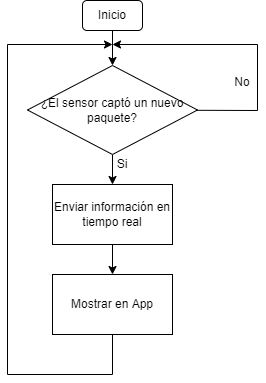 Inicio
¿El sensor captó un nuevo
paquete?
No
Si
Enviar información en
tiempo real
Mostrar en App